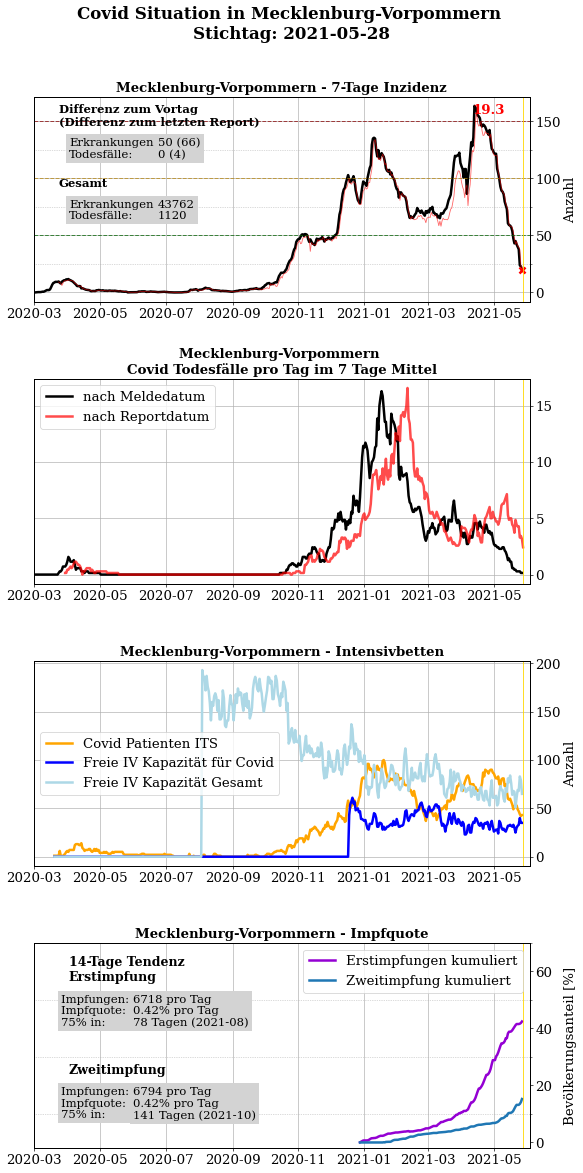 Covid Situation in Mecklenburg-Vorpommern
Stichtag: 2021-05-28
Mecklenburg-Vorpommern - 7-Tage Inzidenz
Differenz zum Vortag
(Differenz zum letzten Report)
Erkrankungen 50 (66)
Todesfälle: 0 (4)
Gesamt
Erkrankungen 43762
Todesfälle: 1120
19.3
150
100
50
0
Anzahl
2020-03 2020-05 2020-07 2020-09 2020-11 2021-01 2021-03 2021-05
Mecklenburg-Vorpommern
Covid Todesfälle pro Tag im 7 Tage Mittel
nach Meldedatum
nach Reportdatum
15
10
5
0
2020-03 2020-05 2020-07 2020-09 2020-11 2021-01 2021-03 2021-05
Mecklenburg-Vorpommern - Intensivbetten
Covid Patienten ITS
Freie IV Kapazität für Covid
Freie IV Kapazität Gesamt
200
150
100
50
0
Anzahl
2020-03 2020-05 2020-07 2020-09 2020-11 2021-01 2021-03 2021-05
Mecklenburg-Vorpommern - Impfquote
14-Tage Tendenz
Erstimpfung
Impfungen: 6718 pro Tag
Impfquote: 0.42% pro Tag
75% in: 78 Tagen (2021-08)
Zweitimpfung
Impfungen: 6794 pro Tag
Impfquote: 0.42% pro Tag
75% in: 141 Tagen (2021-10)
Erstimpfungen kumuliert
Zweitimpfung kumuliert
60
40
20
0
Bevölkerungsanteil [%]
2020-03 2020-05 2020-07 2020-09 2020-11 2021-01 2021-03 2021-05